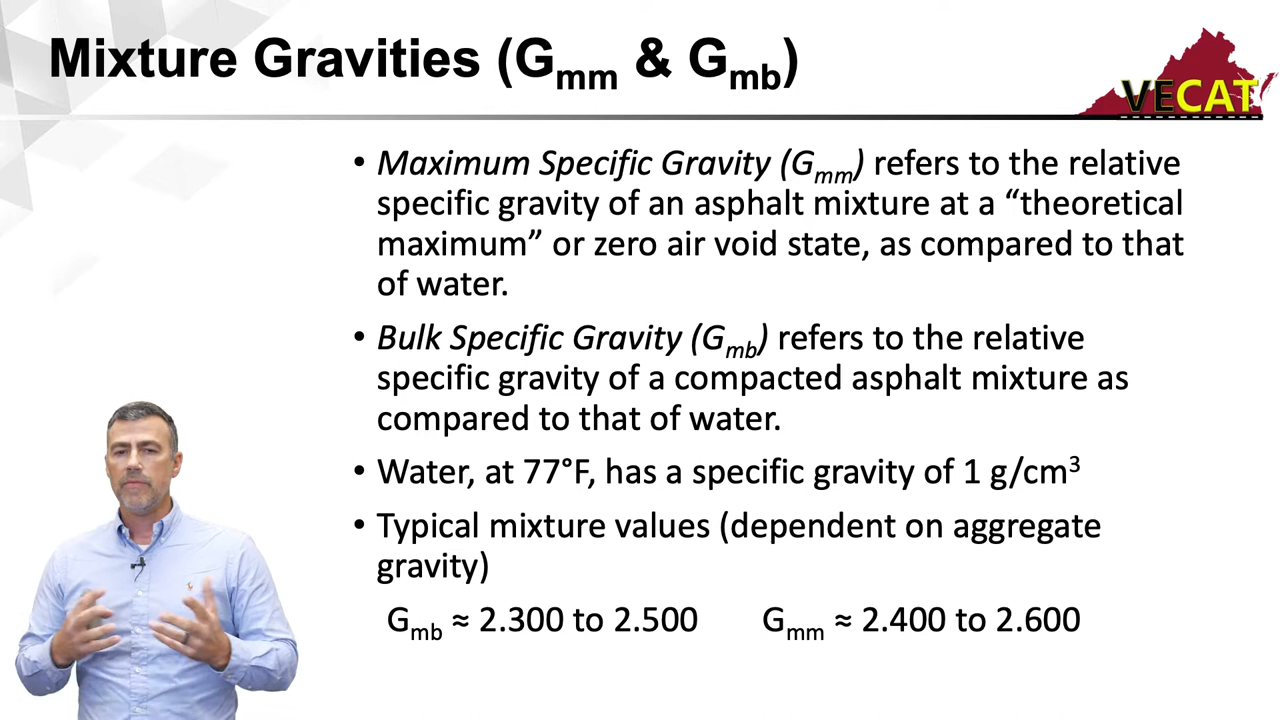 Mixture Gravities (Gmm & Gmb)
VECAT
• Maximum Specific Gravity (Gmm) refers to the relative
specific gravity of an asphalt mixture at a “theoretical
maximum” or zero air void state, as compared to that
of water.
• Bulk Specific Gravity (Gmb) refers to the relative
specific gravity of a compacted asphalt mixture as
compared to that of water.
• Water, at 77°F, has a specific gravity of 1 g/cm³
• Typical mixture values (dependent on aggregate
gravity)
Gmb ≈ 2.300 to 2.500 Gmm ≈ 2.400 to 2.600